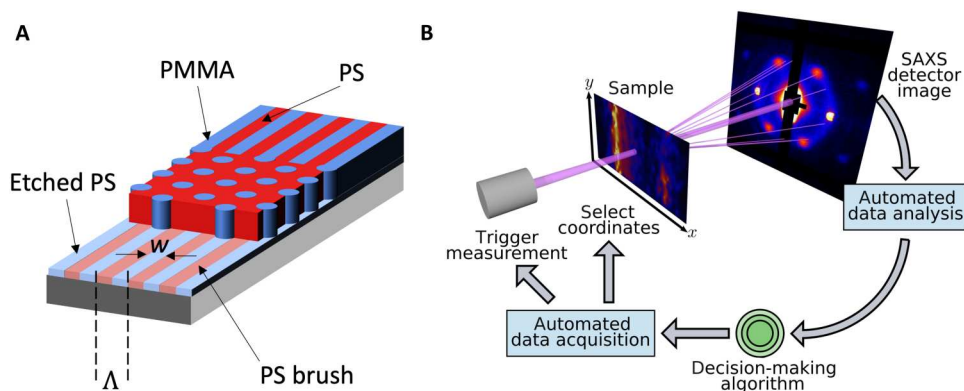 A
PMMA
PS
Etched PS
w
Λ
PS brush
B
y
Sample
x
SAXS
detector
image
Automated
data analysis
Decision-making
algorithm
Automated
data acquisition
Select
coordinates
Trigger
measurement